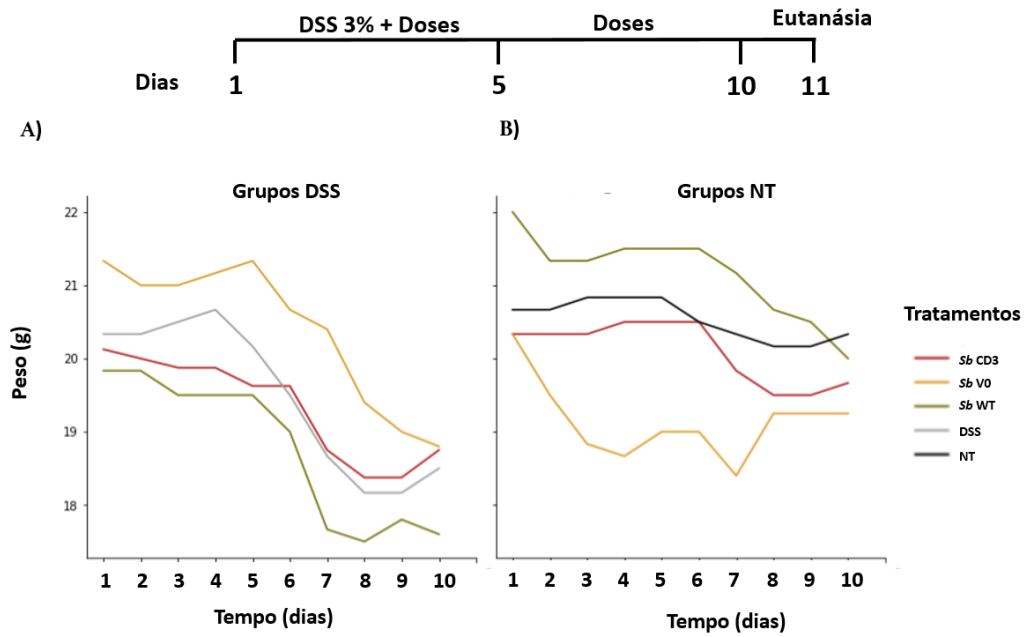 DSS 3% + Doses
Doses
Eutanásia
Dias
1
5
10
11
A)
B)
Grupos DSS
Grupos NT
Peso (g)
22
21
20
19
18
1 2 3 4 5 6 7 8 9 10
Tempo (dias)
1 2 3 4 5 6 7 8 9 10
Tempo (dias)
Tratamentos
Sb CD3
Sb V0
Sb WT
DSS
NT